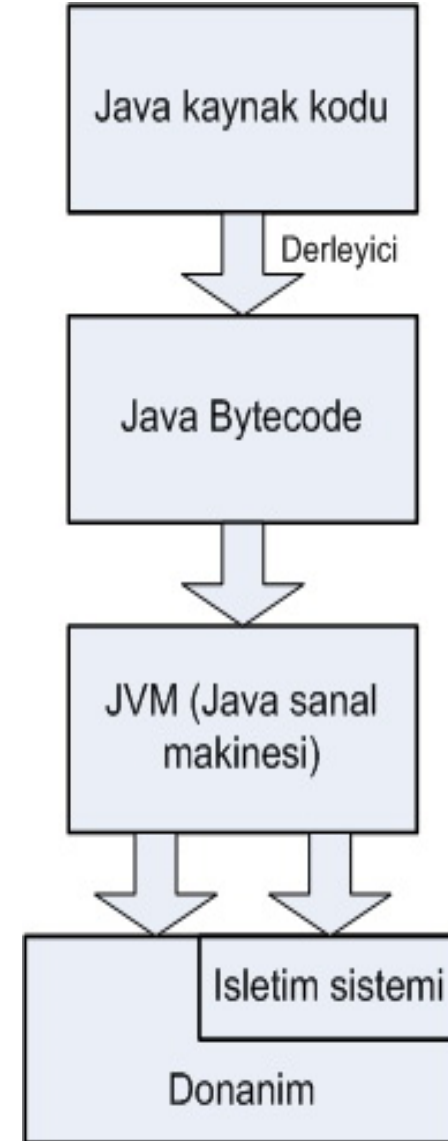 Java kaynak kodu
Derleyici
Java Bytecode
JVM (Java sanal
makinesi)
Isletim sistemi
Donanim